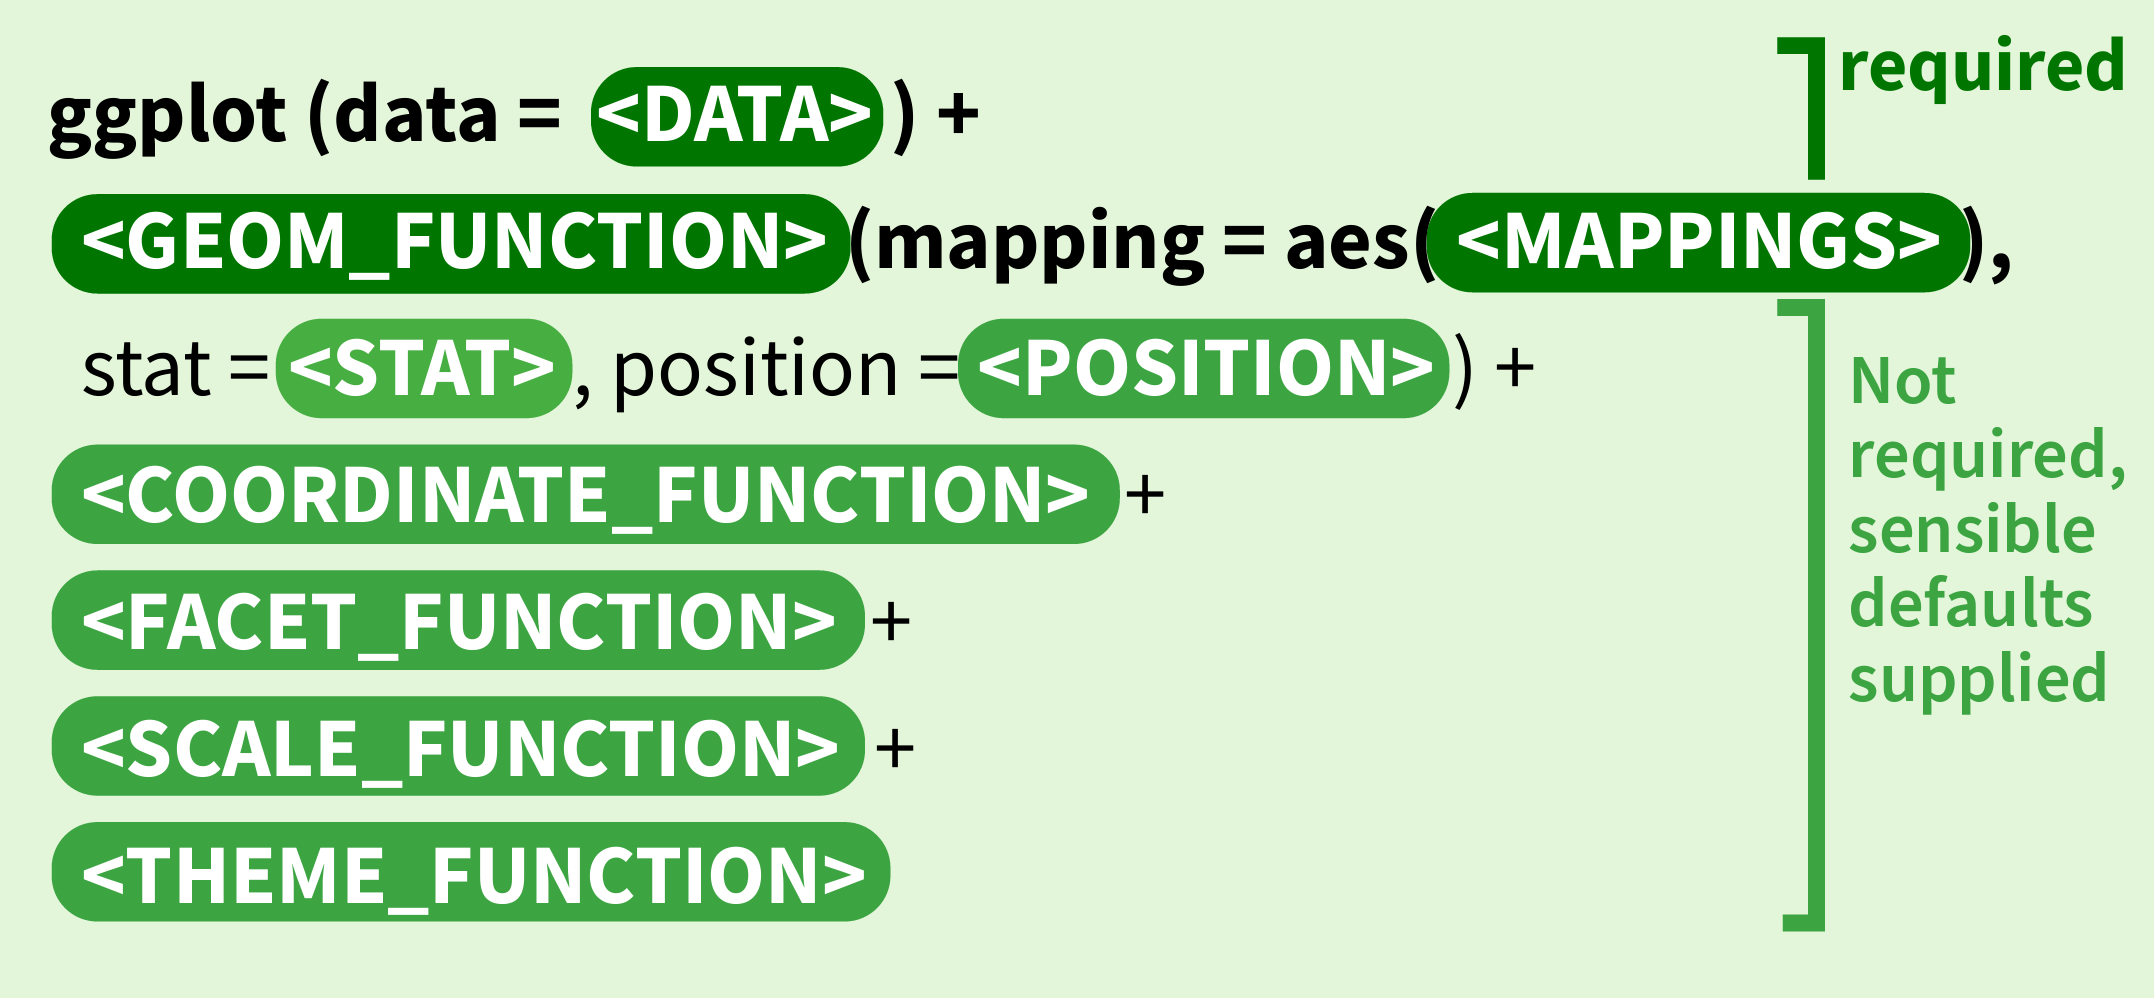 ggplot (data = <DATA>) +
<GEOM_FUNCTION>(mapping = aes(<MAPPINGS>),
stat = <STAT>, position = <POSITION>) +
<COORDINATE_FUNCTION> +
<FACET_FUNCTION> +
<SCALE_FUNCTION> +
<THEME_FUNCTION>
required
Not
required,
sensible
defaults
supplied